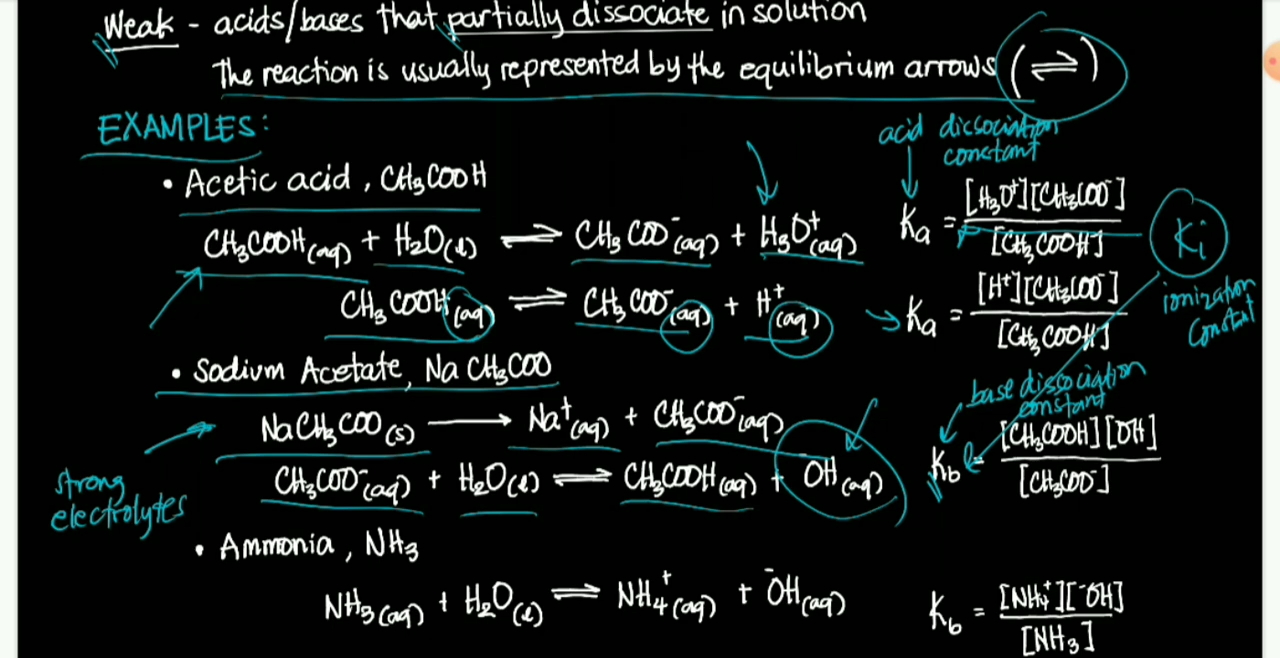 Weak - acids/bases that partially dissociate in solution
The reaction is usually represented by the equilibrium arrows (⇌)
EXAMPLES:
acid dissociation constant
• Acetic acid, CH₃COOH
CH₃COOH(aq) + H₂O(l) ⇌ CH₃COO⁻(aq) + H₃O⁺(aq)
Ka = [H₃O⁺][CH₃COO⁻] / [CH₃COOH]
Ki
ionization constant
CH₃COOH(aq) ⇌ CH₃COO⁻(aq) + H⁺(aq)
Ka = [H⁺][CH₃COO⁻] / [CH₃COOH]
• Sodium Acetate, NaCH₃COO
base dissociation constant
NaCH₃COO(s) ⟶ Na⁺(aq) + CH₃COO⁻(aq)
strong electrolytes
CH₃COO⁻(aq) + H₂O(l) ⇌ CH₃COOH(aq) + OH⁻(aq)
Kb = [CH₃COOH][OH⁻] / [CH₃COO⁻]
• Ammonia, NH₃
NH₃(aq) + H₂O(l) ⇌ NH₄⁺(aq) + ⁻OH(aq)
Kb = [NH₄⁺][⁻OH] / [NH₃]